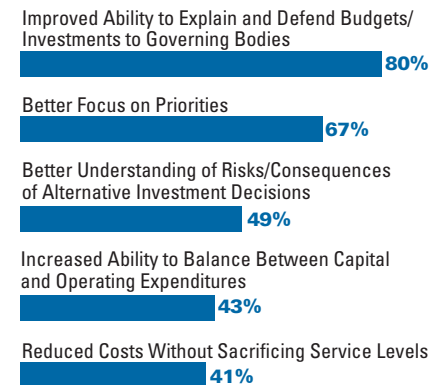 Improved Ability to Explain and Defend Budgets/
Investments to Governing Bodies
80%
Better Focus on Priorities
67%
Better Understanding of Risks/Consequences
of Alternative Investment Decisions
49%
Increased Ability to Balance Between Capital
and Operating Expenditures
43%
Reduced Costs Without Sacrificing Service Levels
41%